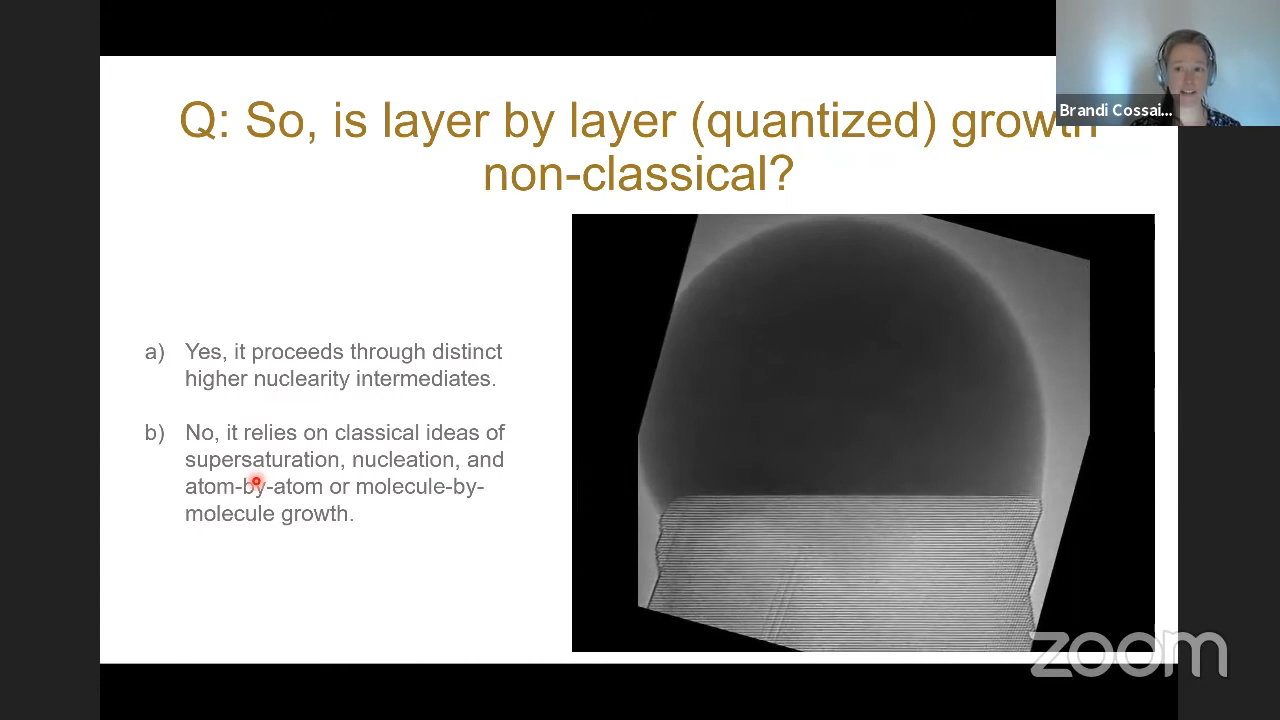 Q: So, is layer by layer (quantized) growth
non-classical?
Brandi Cossai...
a) Yes, it proceeds through distinct
higher nuclearity intermediates.
b) No, it relies on classical ideas of
supersaturation, nucleation, and
atom-by-atom or molecule-by-
molecule growth.
zoom